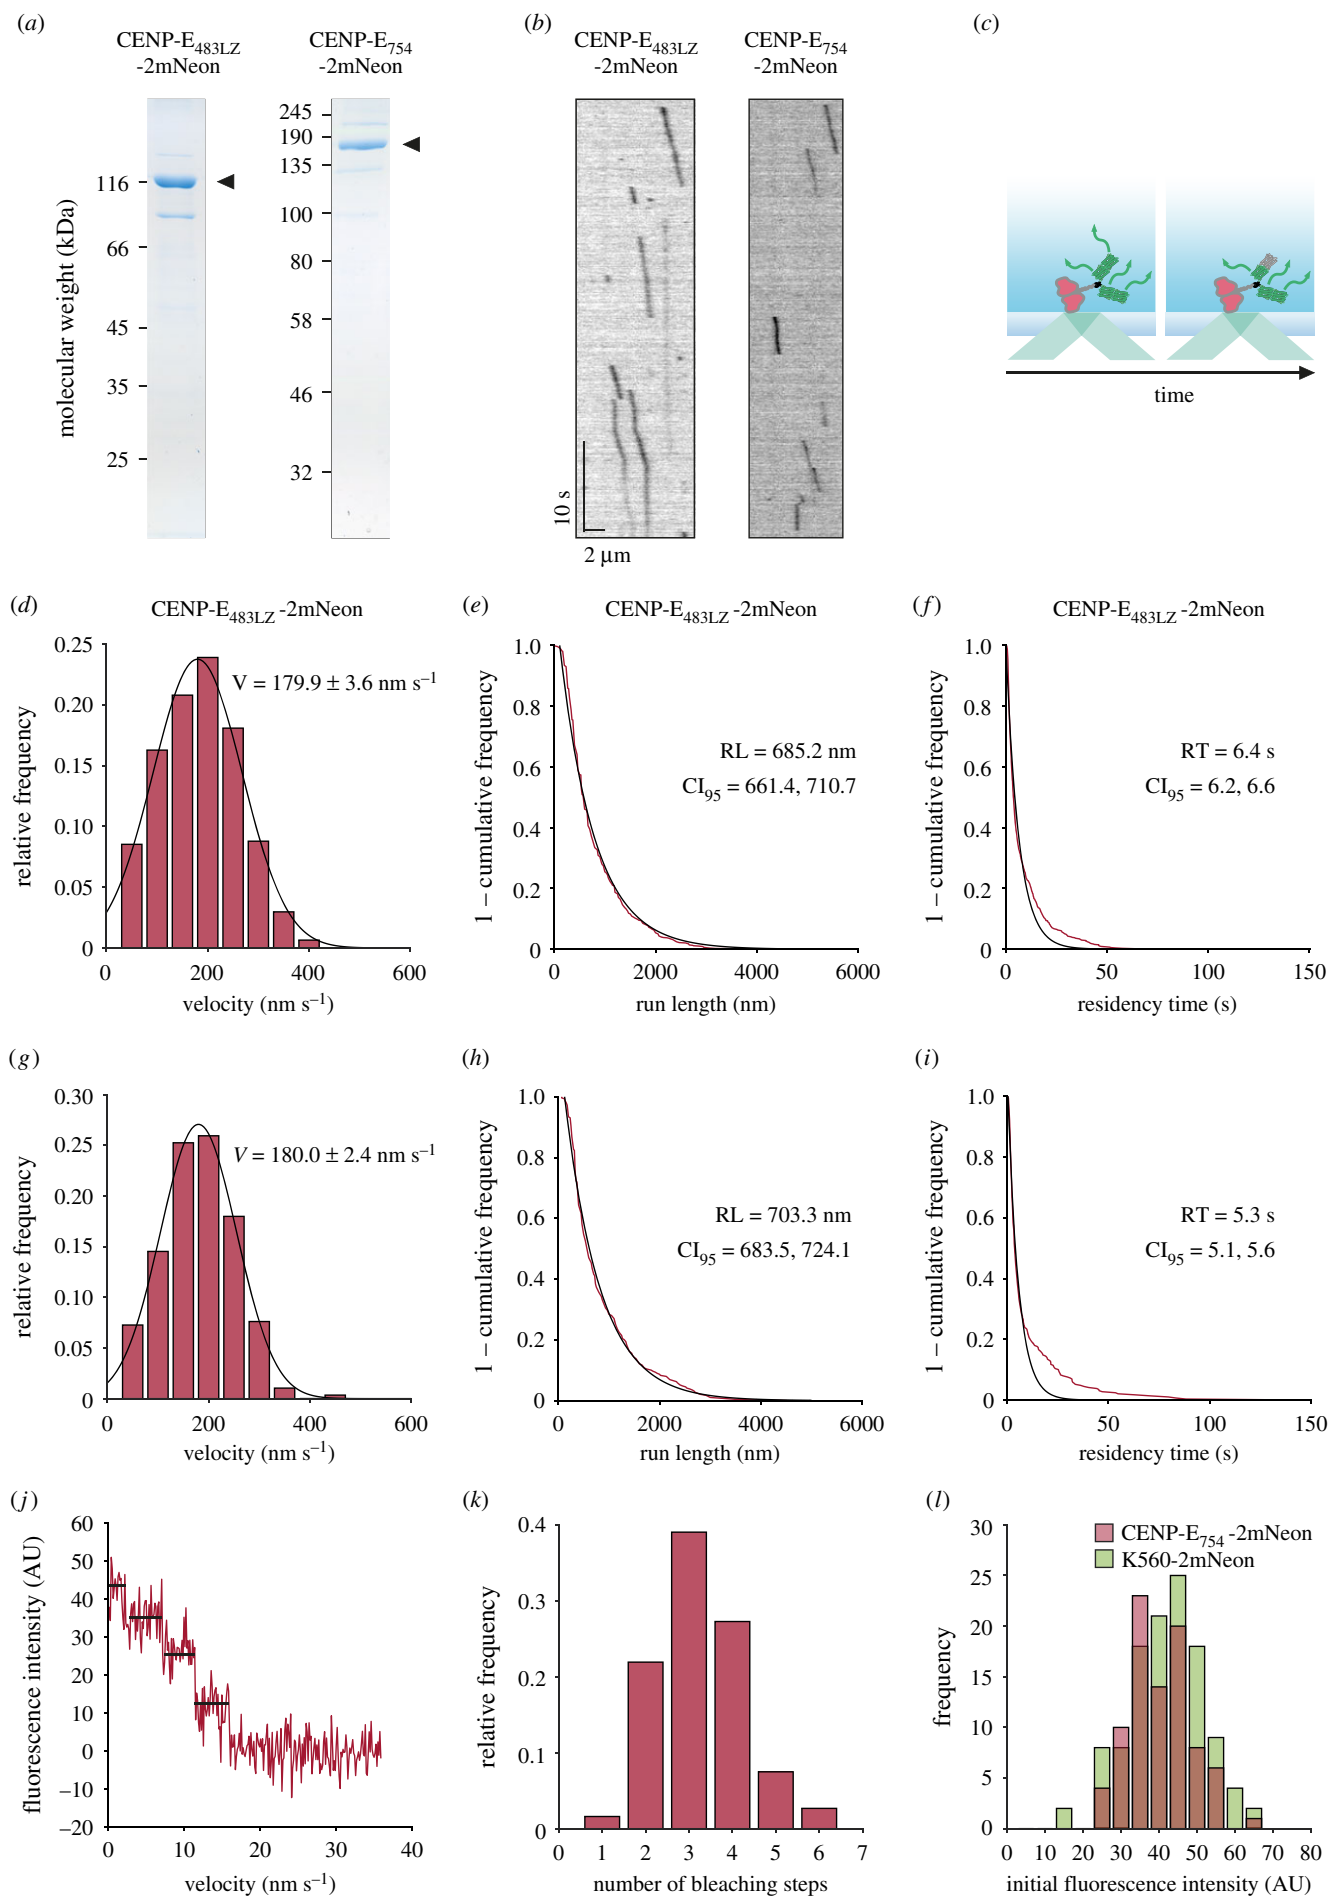 (a)
CENP-E483LZ
-2mNeon
CENP-E754
-2mNeon
molecular weight (kDa)
116
66
45
35
25
245
190
135
100
80
58
46
32
(b)
CENP-E483LZ
-2mNeon
CENP-E754
-2mNeon
10 s
2 μm
(c)
time
(d)
CENP-E483LZ -2mNeon
relative frequency
0.25
0.20
0.15
0.10
0.05
0
V = 179.9 ± 3.6 nm s–1
0 200 400 600
velocity (nm s–1)
(e)
CENP-E483LZ -2mNeon
1 – cumulative frequency
1.0
0.8
0.6
0.4
0.2
0
RL = 685.2 nm
CI95 = 661.4, 710.7
0 2000 4000 6000
run length (nm)
(f)
CENP-E483LZ -2mNeon
1 – cumulative frequency
1.0
0.8
0.6
0.4
0.2
0
RT = 6.4 s
CI95 = 6.2, 6.6
0 50 100 150
residency time (s)
(g)
relative frequency
0.30
0.25
0.20
0.15
0.10
0.05
0
V = 180.0 ± 2.4 nm s–1
0 200 400 600
velocity (nm s–1)
(h)
1 – cumulative frequency
1.0
0.8
0.6
0.4
0.2
0
RL = 703.3 nm
CI95 = 683.5, 724.1
0 2000 4000 6000
run length (nm)
(i)
1 – cumulative frequency
1.0
0.8
0.6
0.4
0.2
0
RT = 5.3 s
CI95 = 5.1, 5.6
0 50 100 150
residency time (s)
(j)
fluorescence intensity (AU)
60
50
40
30
20
10
0
–10
–20
0 10 20 30 40
velocity (nm s–1)
(k)
relative frequency
0.4
0.3
0.2
0.1
0
1 2 3 4 5 6 7
number of bleaching steps
(l)
frequency
30
25
20
15
10
5
0
CENP-E754 -2mNeon
K560-2mNeon
0 10 20 30 40 50 60 70 80
initial fluorescence intensity (AU)